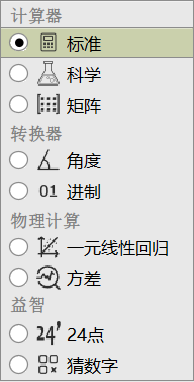 计算器
标准
科学
矩阵
转换器
角度
01 进制
物理计算
一元线性回归
方差
益智
24' 24点
猜数字